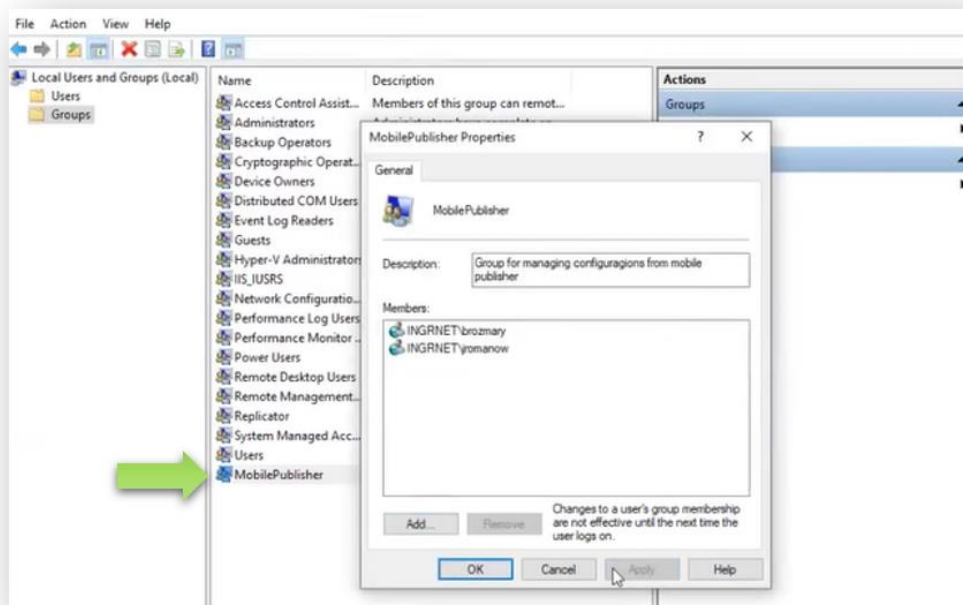 File Action View Help
Local Users and Groups (Local)
Users
Groups
Name Description
Access Control Assist... Members of this group can remot...
Administrators
Backup Operators
Cryptographic Operat...
Device Owners
Distributed COM Users
Event Log Readers
Guests
Hyper-V Administrators
IIS_IUSRS
Network Configuratio...
Performance Log Users
Performance Monitor ...
Power Users
Remote Desktop Users
Remote Management...
Replicator
System Managed Acc...
Users
MobilePublisher
Actions
Groups
MobilePublisher Properties ?
General
MobilePublisher
Description: Group for managing configuragions from mobile
publisher
Members:
INGRNET\brozmary
INGRNET\jromanow
Add... Remove
Changes to a user's group membership
are not effective until the next time the
user logs on.
OK Cancel Apply Help